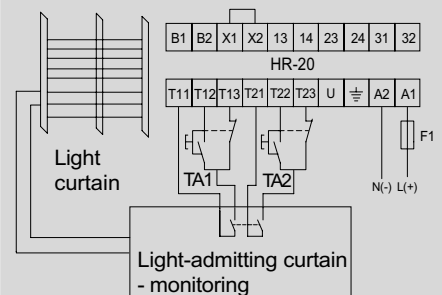 B1 B2 X1 X2 13 14 23 24 31 32
HR-20
T11 T12 T13 T21 T22 T23 U A2 A1
F1
Light
curtain
TA1 TA2
N(-) L(+)
Light-admitting curtain
- monitoring